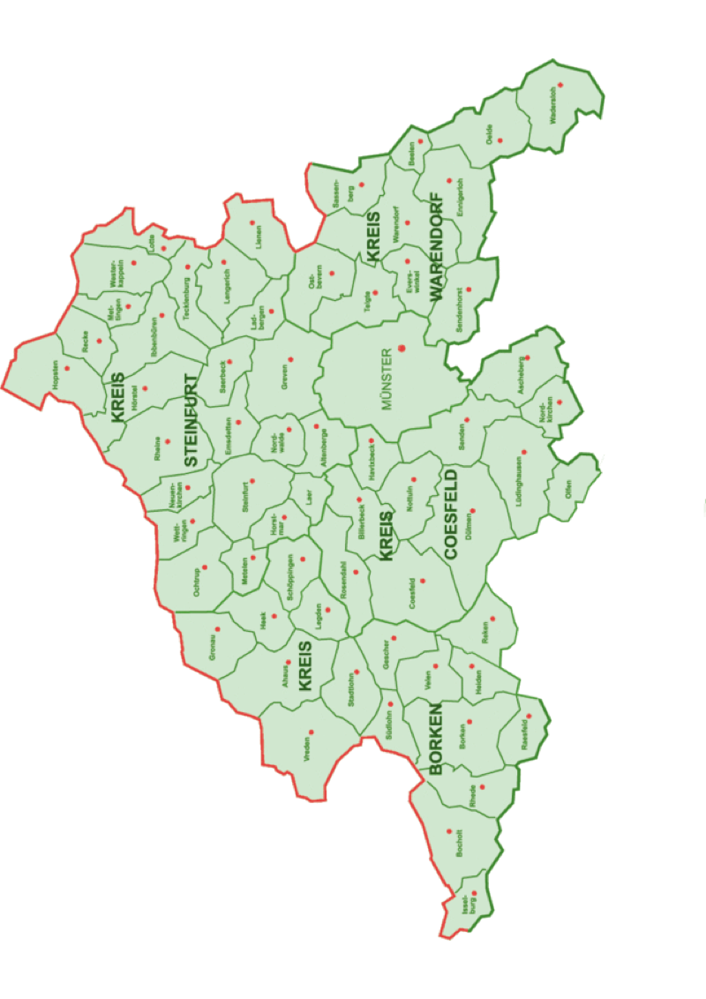 Hopsten
Recke
Met-
tingen
Wester-
kappeln
Lotte
KREIS
Hörstel
Ibbenbüren
Rheine
Tecklenburg
STEINFURT
Neuen-
kirchen
Wett-
ringen
Ochtrup
Emsdetten
Saerbeck
Lengerich
Lienen
Lad-
bergen
Gronau
Metelen
Steinfurt
Heek
Horst-
mar
Nord-
walde
Greven
Schöppingen
Laer
Altenberge
Ost-
bevern
Sassen-
berg
Ahaus
KREIS
Legden
Vreden
Rosendahl
Stadtlohn
Billerbeck
Havixbeck
Telgte
KREIS
MÜNSTER
KREIS
Warendorf
Gescher
Südlohn
Coesfeld
Nottuln
Evers-
winkel
Beelen
Velen
BORKEN
COESFELD
WARENDORF
Senden
Sendenhorst
Ennigerloh
Bocholt
Rhede
Borken
Heiden
Reken
Dülmen
Oelde
Issel-
burg
Raesfeld
Lüdinghausen
Ascheberg
Nord-
kirchen
Wadersloh
Olfen